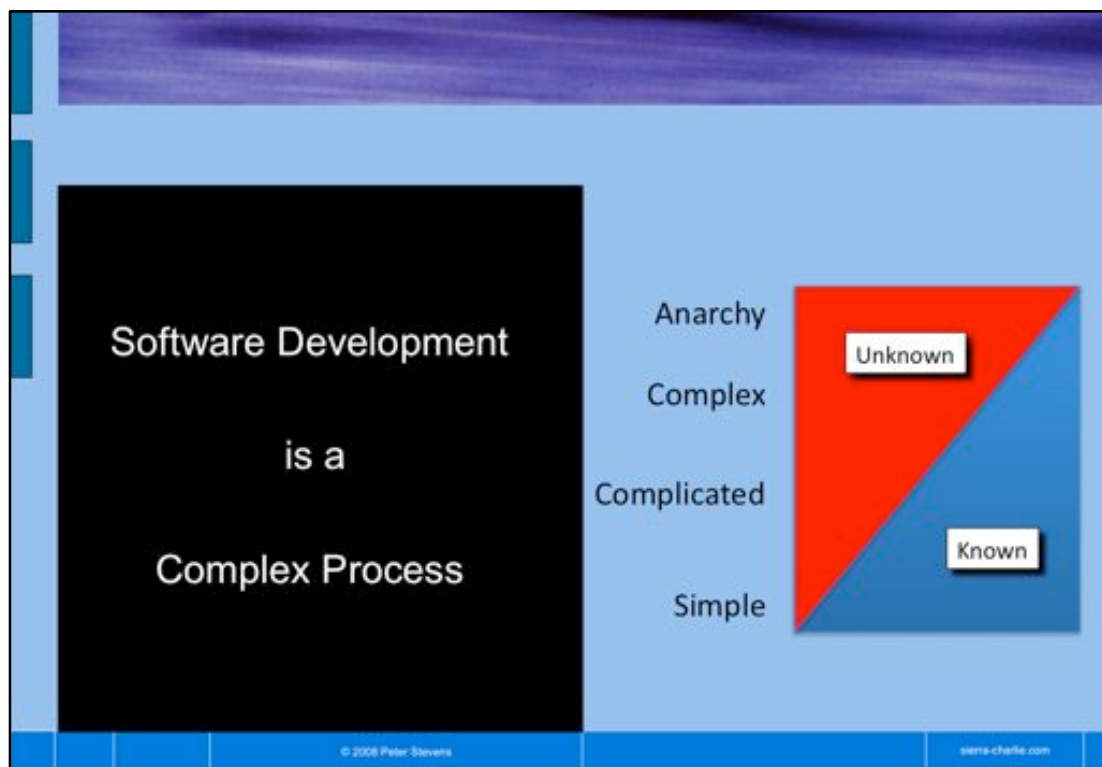 Software Development
is a
Complex Process
Anarchy
Complex
Complicated
Simple
Unknown
Known
© 2008 Peter Stevens
sierra-charlie.com